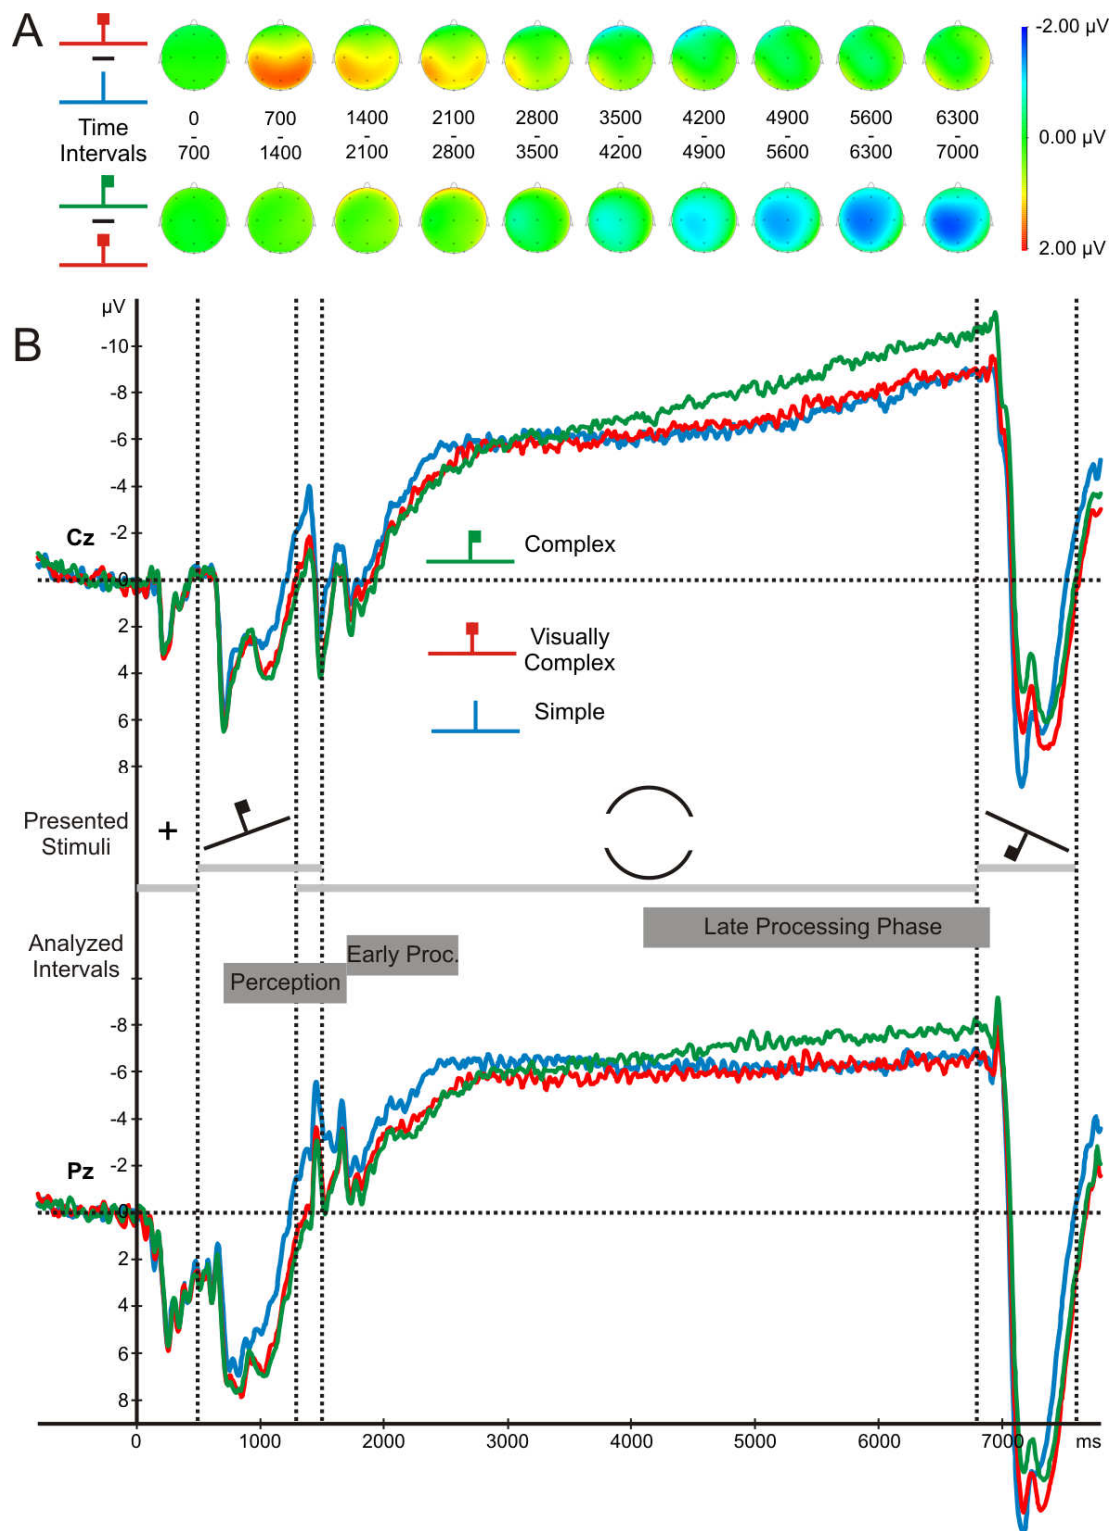 A
-2.00 µV
0.00 µV
2.00 µV
Time
Intervals
0 700 1400 2100 2800 3500 4200 4900 5600 6300
- - - - - - - - - -
700 1400 2100 2800 3500 4200 4900 5600 6300 7000
B
µV
-10
-8
-6
-4
-2
0
2
4
6
8
Cz
Complex
Visually
Complex
Simple
Presented
Stimuli
+
Analyzed
Intervals
Late Processing Phase
Early Proc.
Perception
-8
-6
-4
-2
0
2
4
6
8
Pz
0 1000 2000 3000 4000 5000 6000 7000 ms